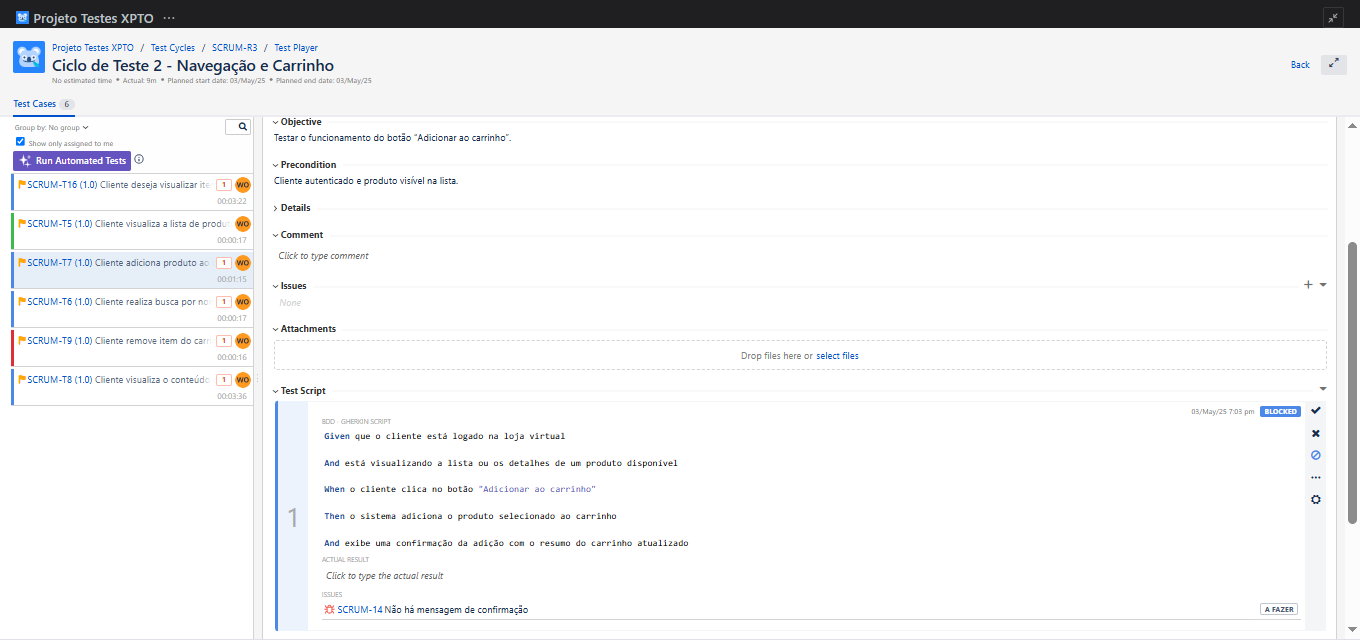 Projeto Testes XPTO ...
Projeto Testes XPTO / Test Cycles / SCRUM-R3 / Test Player
Ciclo de Teste 2 - Navegação e Carrinho
No estimated time • Actual: 9m • Planned start date: 03/May/25 • Planned end date: 03/May/25
Back
Test Cases 6
Group by: No group
Show only assigned to me
Run Automated Tests
SCRUM-T16 (1.0) Cliente deseja visualizar ite 1 WO
00:03:22
SCRUM-T5 (1.0) Cliente visualiza a lista de produt WO
00:00:17
SCRUM-T7 (1.0) Cliente adiciona produto ao 1 WO
00:01:15
SCRUM-T6 (1.0) Cliente realiza busca por no 1 WO
00:00:17
SCRUM-T9 (1.0) Cliente remove item do carr 1 WO
00:00:16
SCRUM-T8 (1.0) Cliente visualiza o conteúdo 1 WO
00:03:36
Objective
Testar o funcionamento do botão "Adicionar ao carrinho".
Precondition
Cliente autenticado e produto visível na lista.
Details
Comment
Click to type comment
Issues
None
Attachments
Drop files here or select files
Test Script
03/May/25 7:03 pm BLOCKED
BDD - GHERKIN SCRIPT
Given que o cliente está logado na loja virtual
And está visualizando a lista ou os detalhes de um produto disponível
When o cliente clica no botão "Adicionar ao carrinho"
1
Then o sistema adiciona o produto selecionado ao carrinho
And exibe uma confirmação da adição com o resumo do carrinho atualizado
ACTUAL RESULT
Click to type the actual result
ISSUES
SCRUM-14 Não há mensagem de confirmação A FAZER